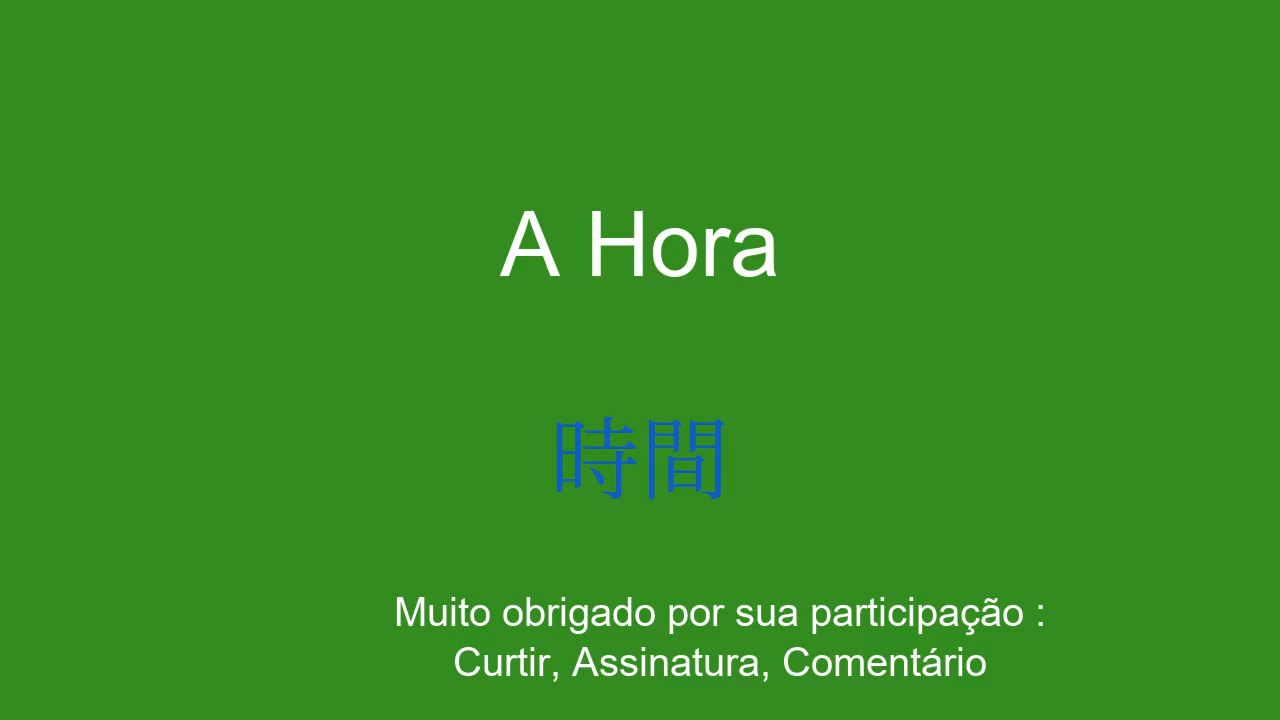 A Hora
時間
Muito obrigado por sua participação :
Curtir, Assinatura, Comentário